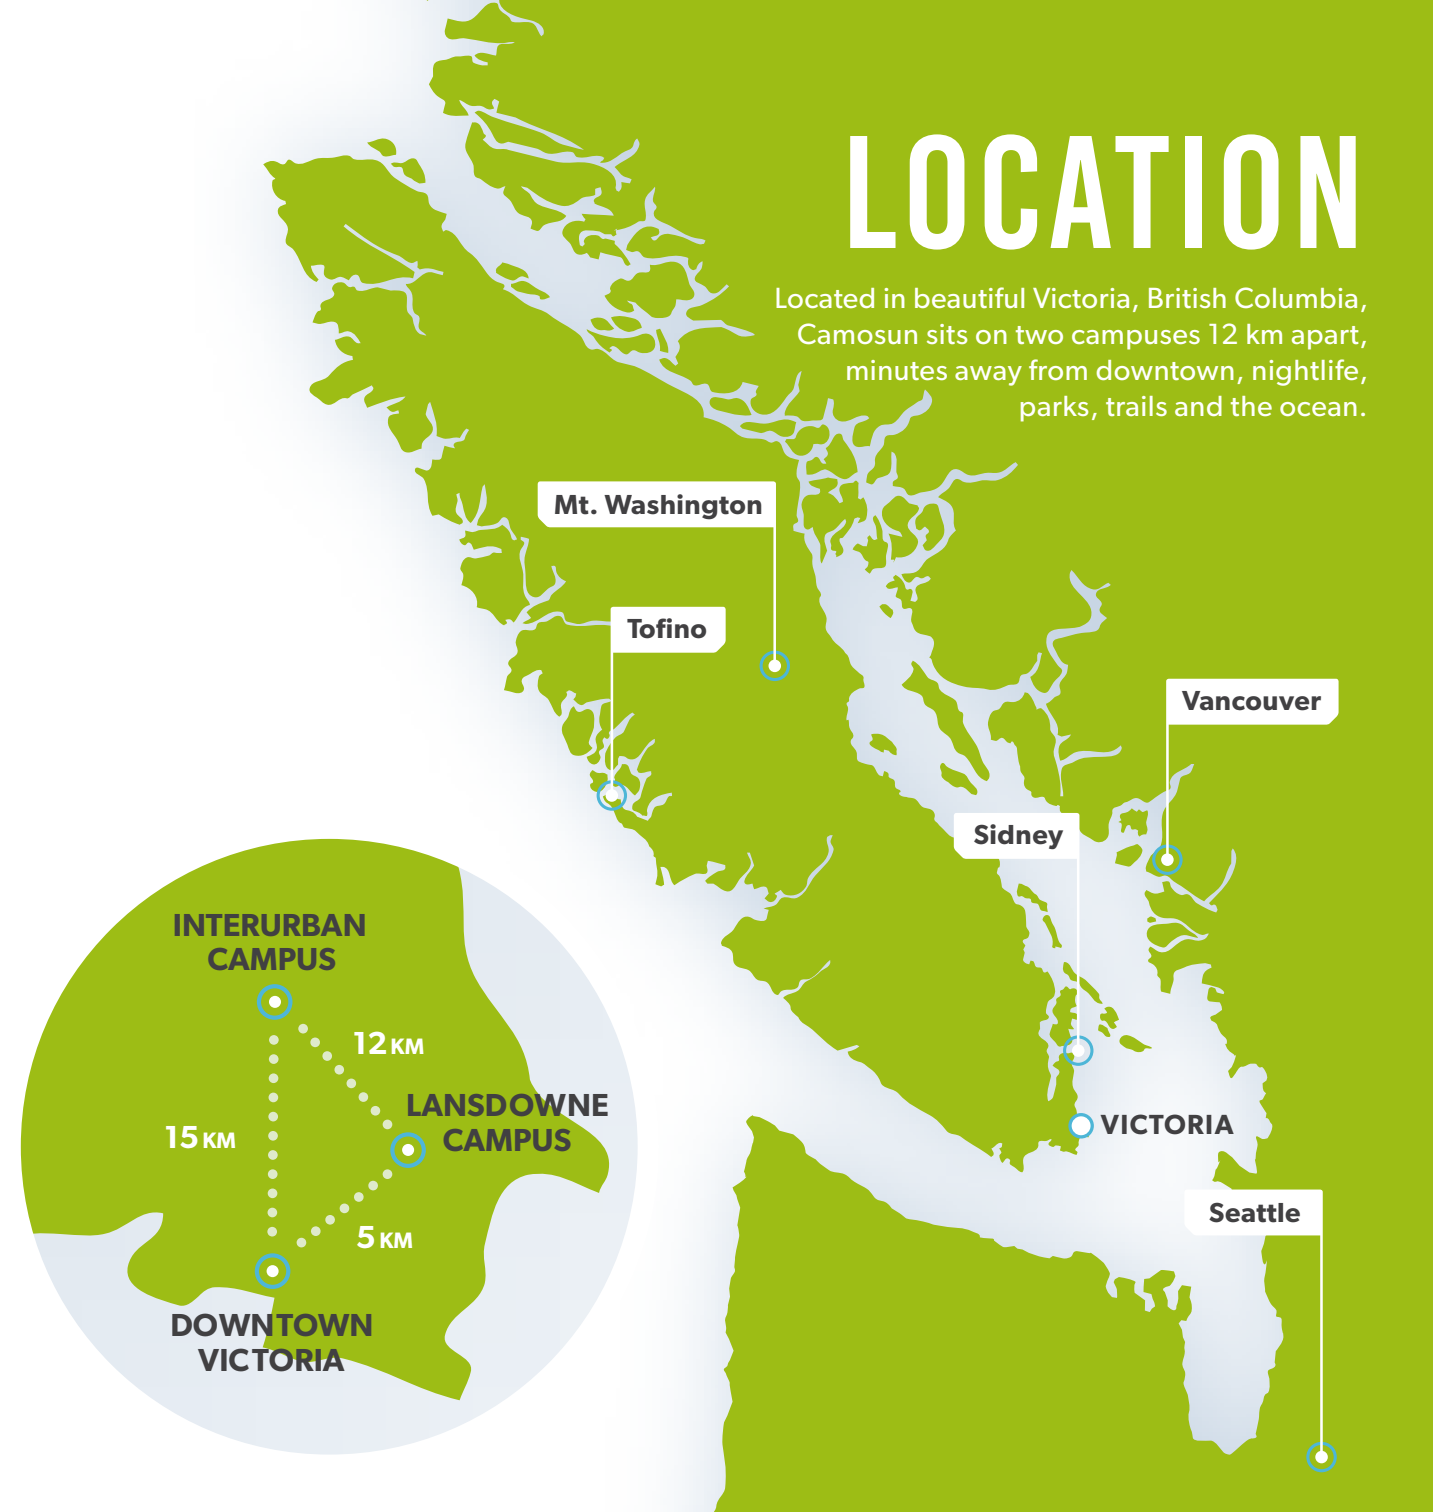 LOCATION
Located in beautiful Victoria, British Columbia,
Camosun sits on two campuses 12 km apart,
minutes away from downtown, nightlife,
parks, trails and the ocean.
Mt. Washington
Tofino
Vancouver
Sidney
VICTORIA
Seattle
INTERURBAN
CAMPUS
12 KM
LANSDOWNE
CAMPUS
15 KM
5 KM
DOWNTOWN
VICTORIA